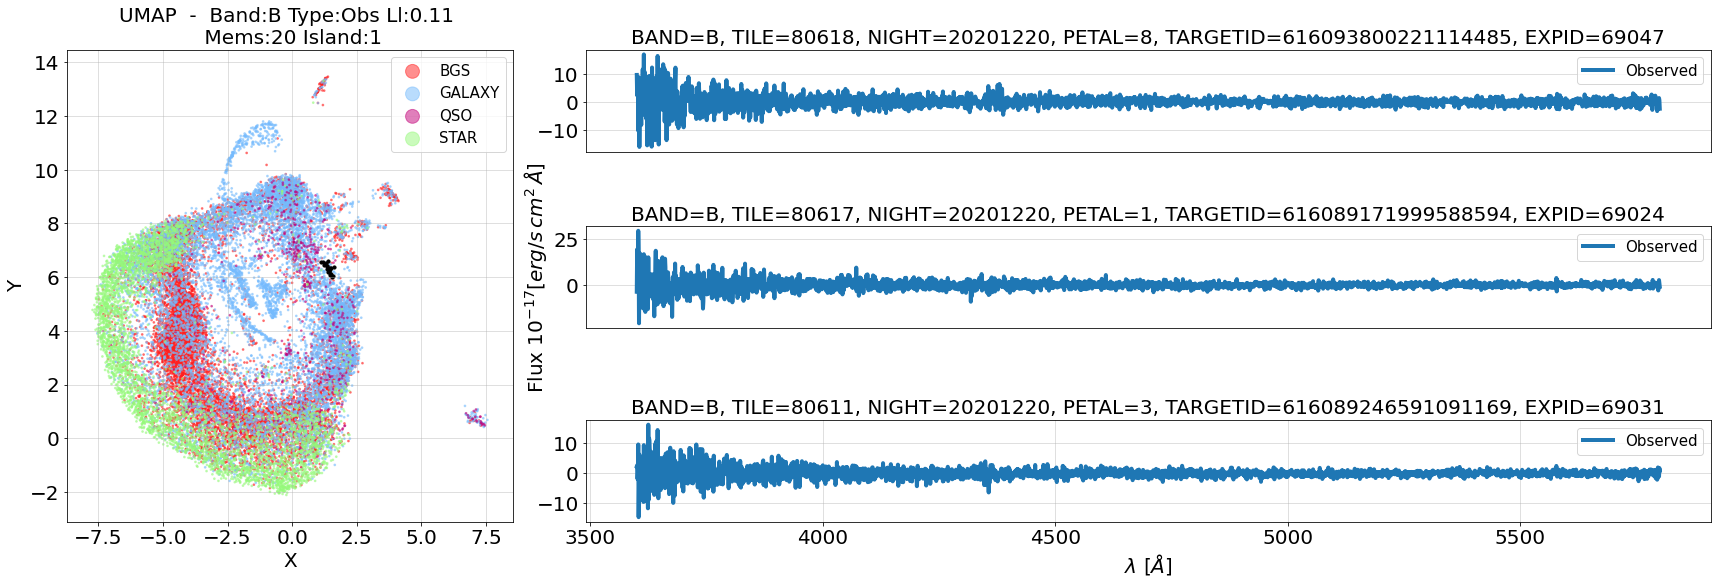 UMAP - Band:B Type:Obs Ll:0.11
Mems:20 Island:1
14
12
10
8
6
4
2
0
−2
Y
−7.5 −5.0 −2.5 0.0 2.5 5.0 7.5
X
BGS
GALAXY
QSO
STAR
Flux 10^{-17}[erg/s cm^2 Å]
BAND=B, TILE=80618, NIGHT=20201220, PETAL=8, TARGETID=616093800221114485, EXPID=69047
10
0
−10
Observed
BAND=B, TILE=80617, NIGHT=20201220, PETAL=1, TARGETID=616089171999588594, EXPID=69024
25
0
Observed
BAND=B, TILE=80611, NIGHT=20201220, PETAL=3, TARGETID=616089246591091169, EXPID=69031
10
0
−10
Observed
3500 4000 4500 5000 5500
λ [Å]